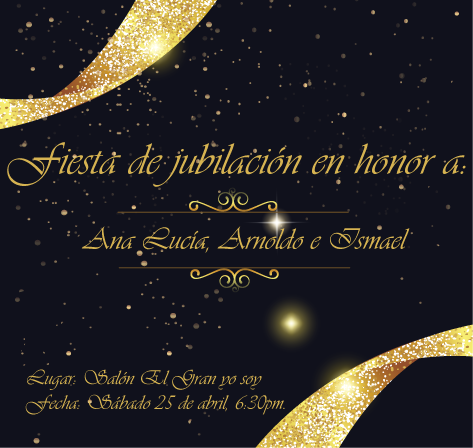 Fiesta de jubilación en honor a:
Ana Lucía, Arnoldo e Ismael
Lugar: Salón El Gran yo soy
Fecha: Sábado 25 de abril, 6:30pm.